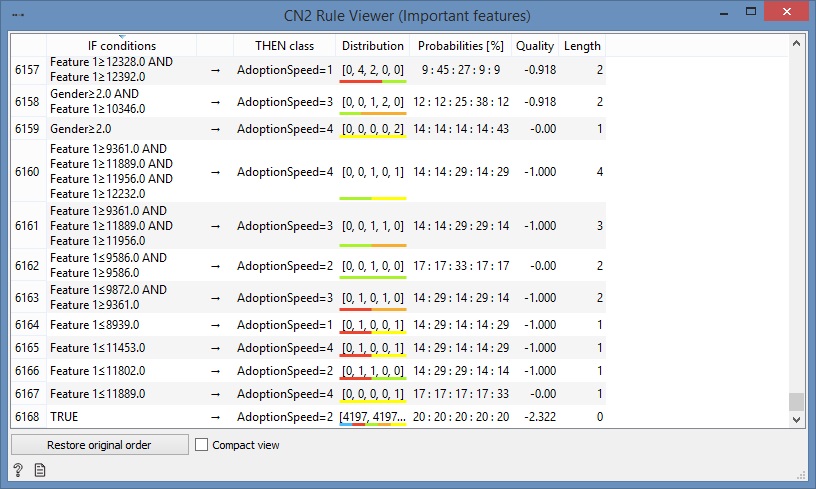 CN2 Rule Viewer (Important features)
IF conditions THEN class Distribution Probabilities [%] Quality Length
6157 Feature 1≥12328.0 AND
Feature 1≥12392.0 → AdoptionSpeed=1 [0, 4, 2, 0, 0] 9 : 45 : 27 : 9 : 9 -0.918 2
6158 Gender≥2.0 AND
Feature 1≥10346.0 → AdoptionSpeed=3 [0, 0, 1, 2, 0] 12 : 12 : 25 : 38 : 12 -0.918 2
6159 Gender≥2.0 → AdoptionSpeed=4 [0, 0, 0, 0, 2] 14 : 14 : 14 : 14 : 43 -0.00 1
6160 Feature 1≥9361.0 AND
Feature 1≥11889.0 AND
Feature 1≥11956.0 AND
Feature 1≥12232.0 → AdoptionSpeed=4 [0, 0, 1, 0, 1] 14 : 14 : 29 : 14 : 29 -1.000 4
6161 Feature 1≥9361.0 AND
Feature 1≥11889.0 AND
Feature 1≥11956.0 → AdoptionSpeed=3 [0, 0, 1, 1, 0] 14 : 14 : 29 : 29 : 14 -1.000 3
6162 Feature 1≤9586.0 AND
Feature 1≥9586.0 → AdoptionSpeed=2 [0, 0, 1, 0, 0] 17 : 17 : 33 : 17 : 17 -0.00 2
6163 Feature 1≤9872.0 AND
Feature 1≥9361.0 → AdoptionSpeed=3 [0, 1, 0, 1, 0] 14 : 29 : 14 : 29 : 14 -1.000 2
6164 Feature 1≤8939.0 → AdoptionSpeed=1 [0, 1, 0, 0, 1] 14 : 29 : 14 : 14 : 29 -1.000 1
6165 Feature 1≤11453.0 → AdoptionSpeed=4 [0, 1, 0, 0, 1] 14 : 29 : 14 : 14 : 29 -1.000 1
6166 Feature 1≤11802.0 → AdoptionSpeed=2 [0, 1, 1, 0, 0] 14 : 29 : 29 : 14 : 14 -1.000 1
6167 Feature 1≤11889.0 → AdoptionSpeed=4 [0, 0, 0, 0, 1] 17 : 17 : 17 : 17 : 33 -0.00 1
6168 TRUE → AdoptionSpeed=2 [4197, 4197... 20 : 20 : 20 : 20 : 20 -2.322 0
Restore original order Compact view
?